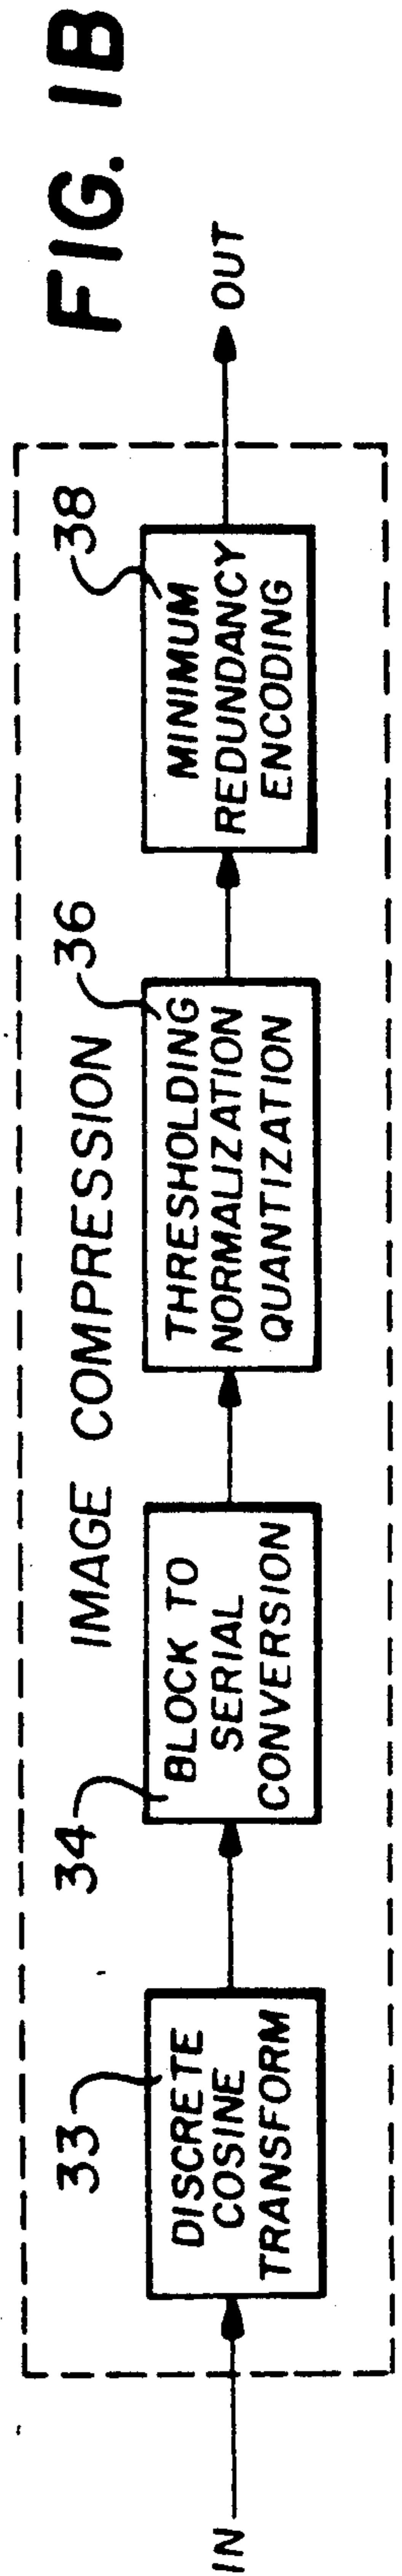 FIG. 1B
IMAGE COMPRESSION
IN
33
DISCRETE
COSINE
TRANSFORM
34
BLOCK TO
SERIAL
CONVERSION
36
THRESHOLDING
NORMALIZATION
QUANTIZATION
38
MINIMUM
REDUNDANCY
ENCODING
OUT